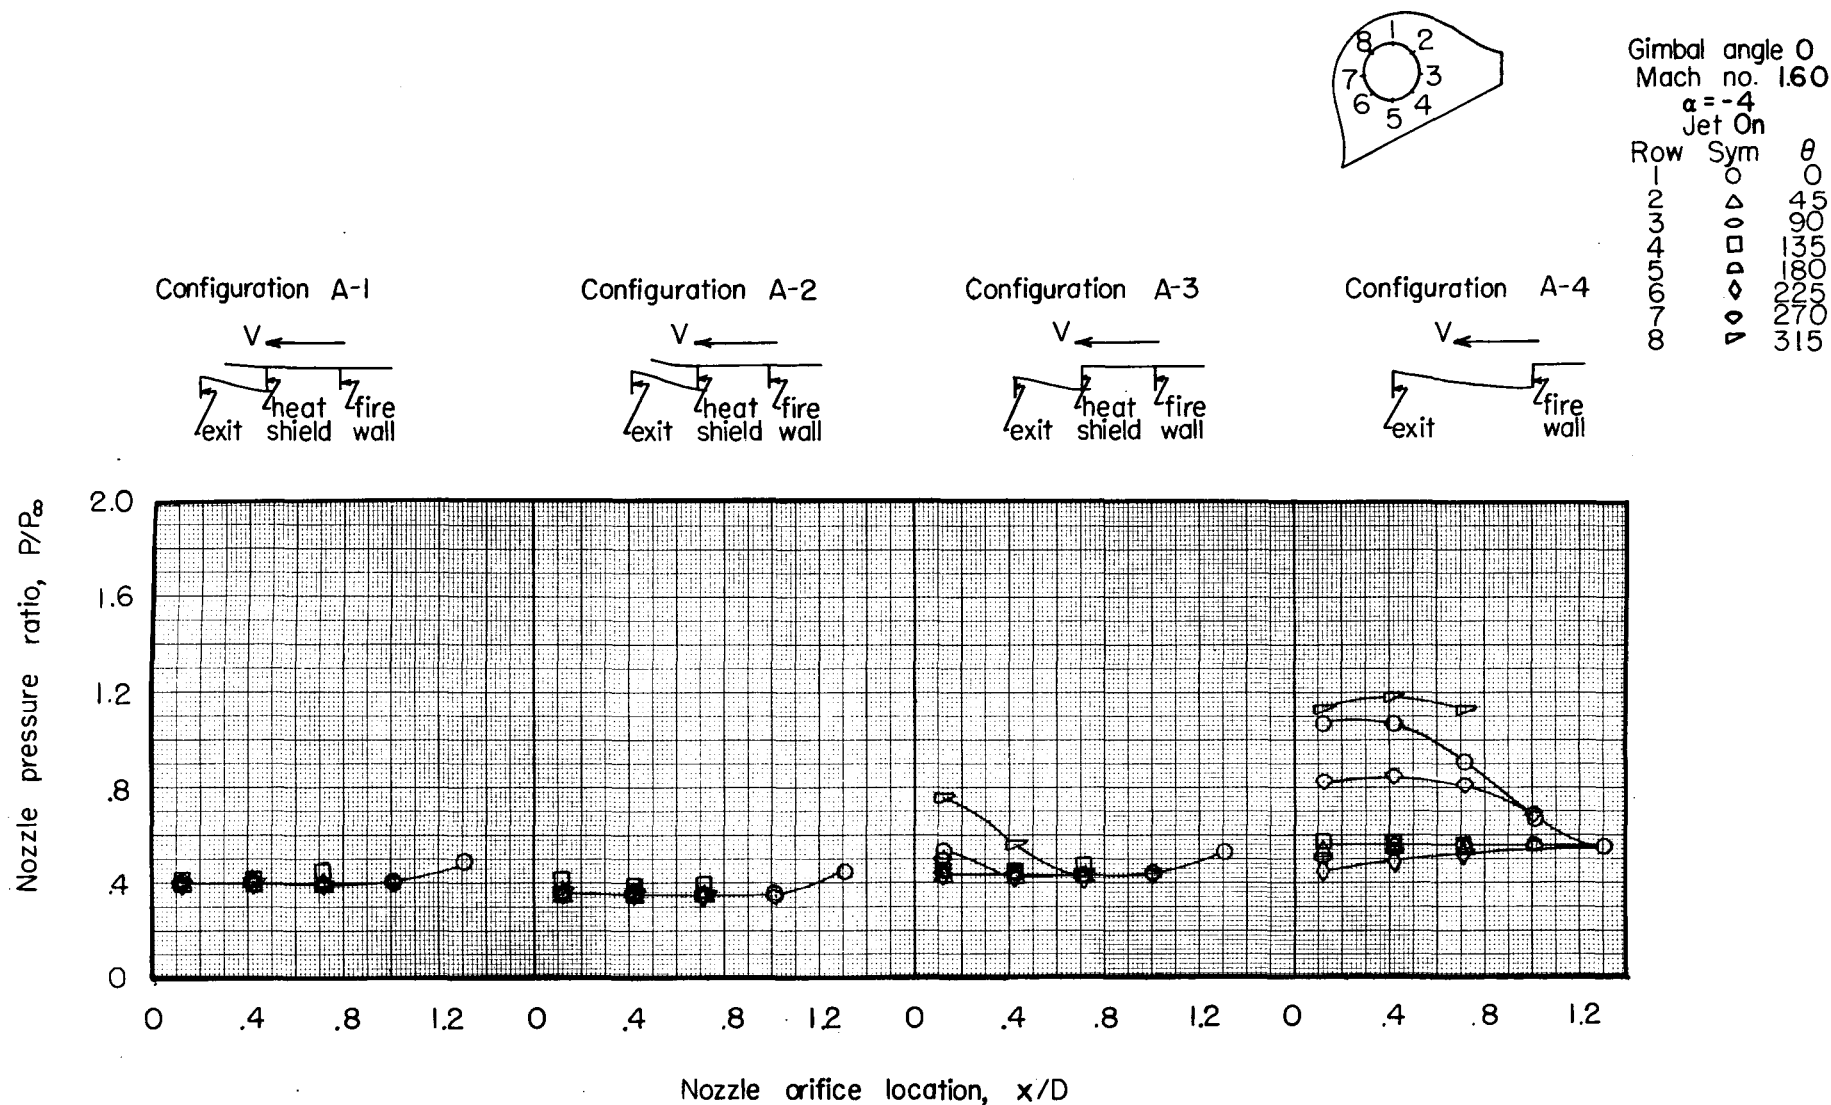 1
8 2
7 3
6 4
5
Gimbal angle 0
Mach no. 1.60
α = -4
Jet On
Row Sym θ
1 0
2 45
3 90
4 135
5 180
6 225
7 270
8 315
Configuration A-1
V
heat fire
exit shield wall
Configuration A-2
V
heat fire
exit shield wall
Configuration A-3
V
heat fire
exit shield wall
Configuration A-4
V
fire
exit wall
Nozzle pressure ratio, P/P∞
2.0
1.6
1.2
.8
.4
0
0 .4 .8 1.2 0 .4 .8 1.2 0 .4 .8 1.2 0 .4 .8 1.2
Nozzle orifice location, x/D